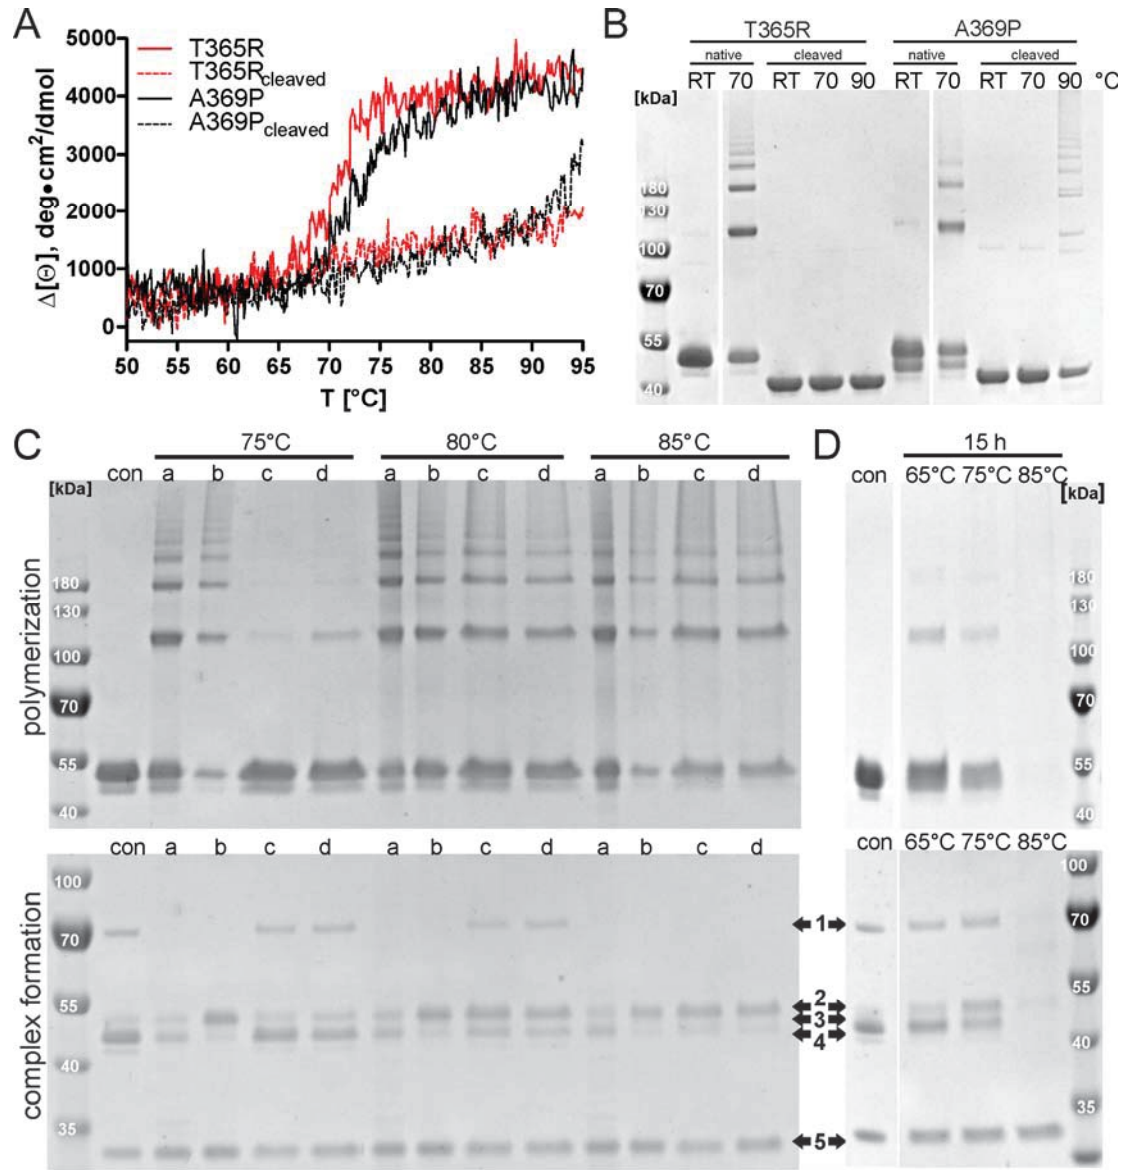 A
5000
4000
3000
2000
1000
0
Δ[Θ], deg•cm²/dmol
T365R
T365Rcleaved
A369P
A369Pcleaved
50 55 60 65 70 75 80 85 90 95
T [°C]
B
T365R A369P
native cleaved native cleaved
RT 70 RT 70 90 RT 70 RT 70 90 °C
[kDa]
180
130
100
70
55
40
C
75°C 80°C 85°C
con a b c d a b c d a b c d
[kDa]
180
130
100
70
55
40
polymerization
con a b c d a b c d a b c d
100
70
55
40
35
complex formation
1
2
3
4
5
D
15 h
con 65°C 75°C 85°C
[kDa]
180
130
100
70
55
40
con 65°C 75°C 85°C
100
70
55
40
35